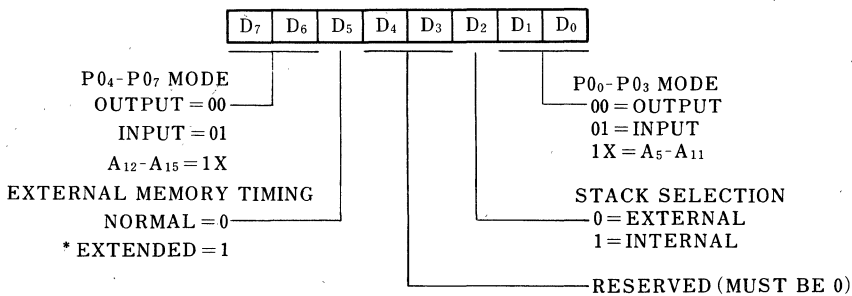 D7 D6 D5 D4 D3 D2 D1 D0
P04-P07 MODE
OUTPUT = 00
INPUT = 01
A12-A15 = 1X
EXTERNAL MEMORY TIMING
NORMAL = 0
* EXTENDED = 1
P00-P03 MODE
00 = OUTPUT
01 = INPUT
1X = A5-A11
STACK SELECTION
0 = EXTERNAL
1 = INTERNAL
RESERVED (MUST BE 0)